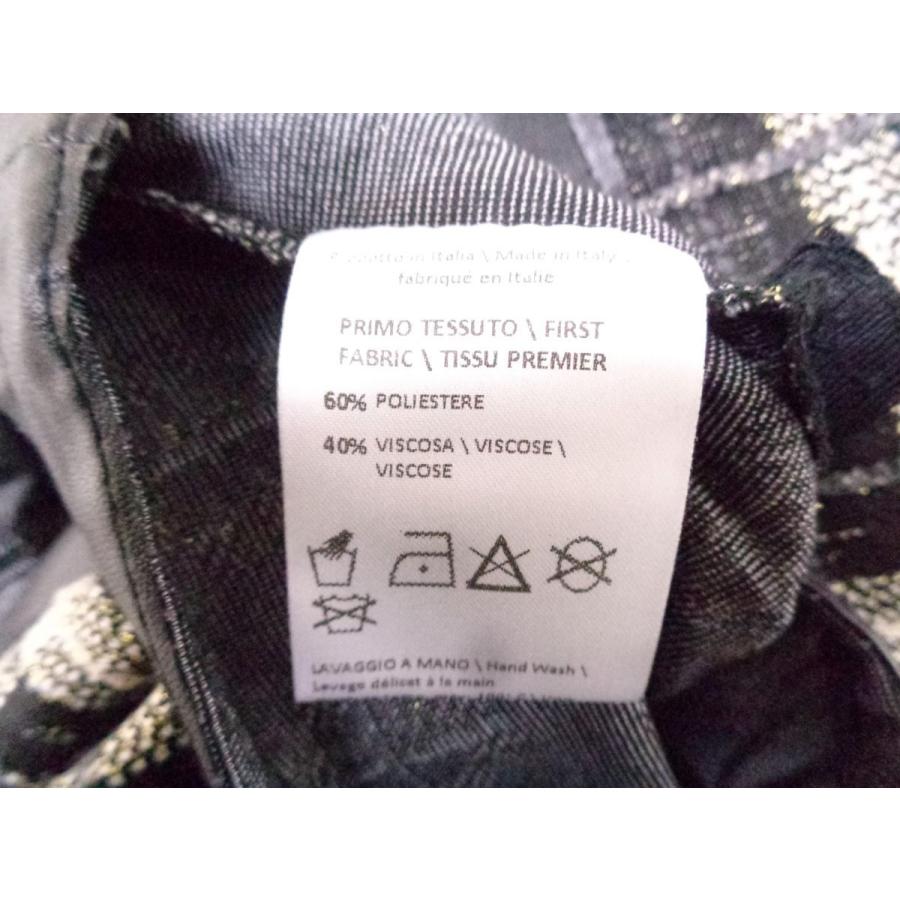 Prodotto in Italia \ Made in Italy \
fabriqué en Italie
PRIMO TESSUTO \ FIRST
FABRIC \ TISSU PREMIER
60% POLIESTERE
40% VISCOSA \ VISCOSE \
VISCOSE
LAVAGGIO A MANO \ Hand Wash \
Lavage délicat à la main